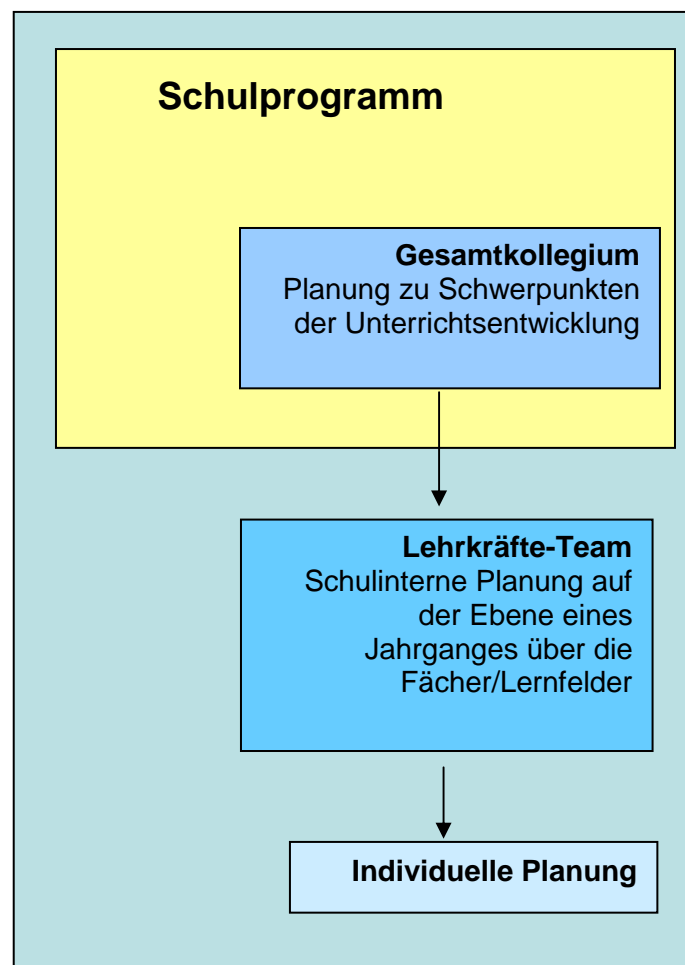 Schulprogramm
Gesamtkollegium
Planung zu Schwerpunkten
der Unterrichtsentwicklung
Lehrkräfte-Team
Schulinterne Planung auf
der Ebene eines
Jahrganges über die
Fächer/Lernfelder
Individuelle Planung